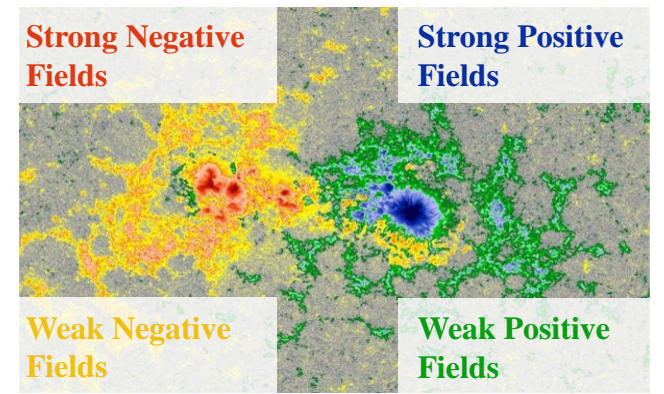 Strong Negative
Fields
Strong Positive
Fields
Weak Negative
Fields
Weak Positive
Fields